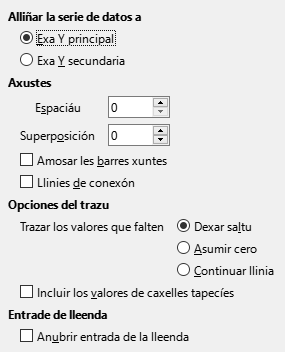 Alliñar la serie de datos a
Exa Y principal
Exa Y secundaria
Axustes
Espaciáu 0
Superposición 0
Amosar les barres xuntes
Llinies de conexón
Opciones del trazu
Trazar los valores que falten Dexar saltu
Asumir cero
Continuar llinia
Incluir los valores de caxelles tapecíes
Entrade de lleenda
Anubrir entrada de la lleenda